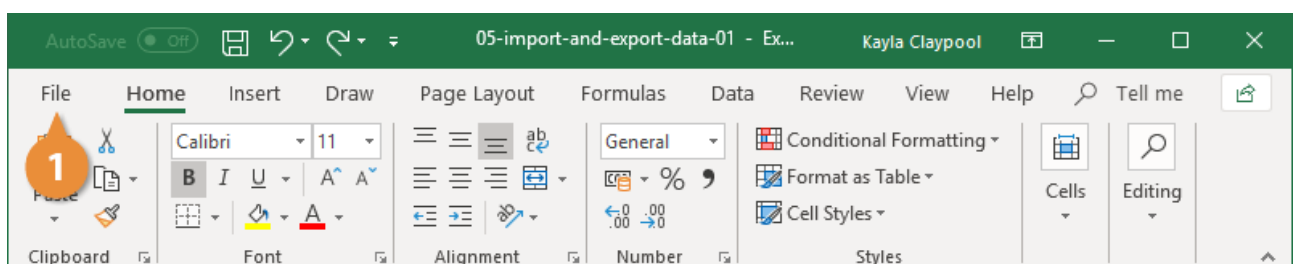 AutoSave Off 05-import-and-export-data-01 - Ex... Kayla Claypool
File Home Insert Draw Page Layout Formulas Data Review View Help Tell me
Calibri 11 ab General Conditional Formatting
1 B I U A A % Format as Table
Paste Cells Editing
A .00 .00 Cell Styles
Clipboard Font Alignment Number Styles